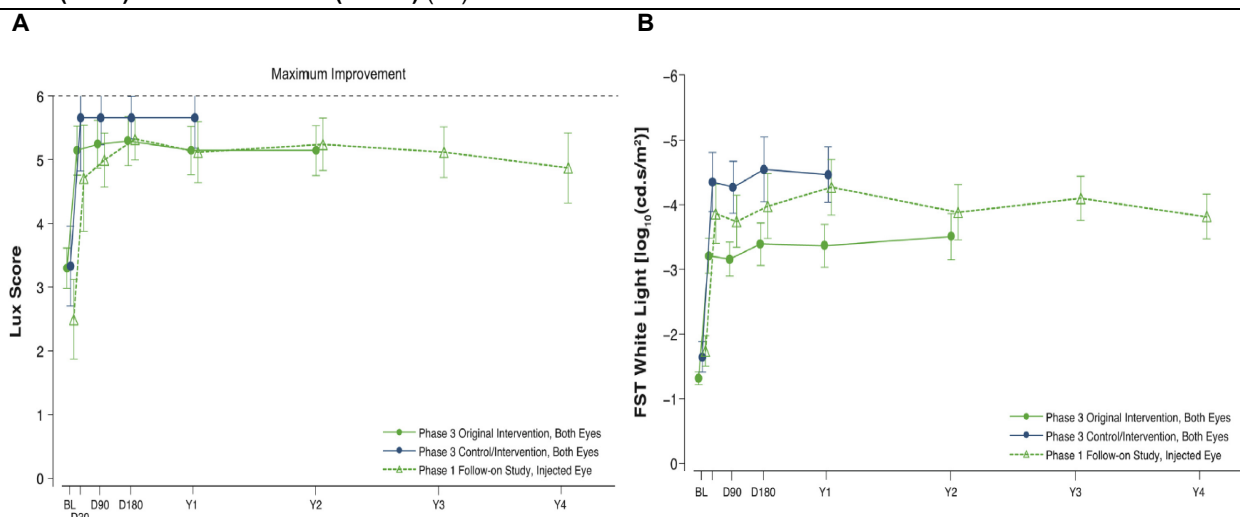 A
Maximum Improvement
6
5
4
3
2
1
0
Lux Score
BL D30 D90 D180 Y1 Y2 Y3 Y4
Phase 3 Original Intervention, Both Eyes
Phase 3 Control/Intervention, Both Eyes
Phase 1 Follow-on Study, Injected Eye
B
–6
–5
–4
–3
–2
–1
0
FST White Light [log₁₀(cd.s/m²)]
BL D90 D180 Y1 Y2 Y3 Y4
Phase 3 Original Intervention, Both Eyes
Phase 3 Control/Intervention, Both Eyes
Phase 1 Follow-on Study, Injected Eye